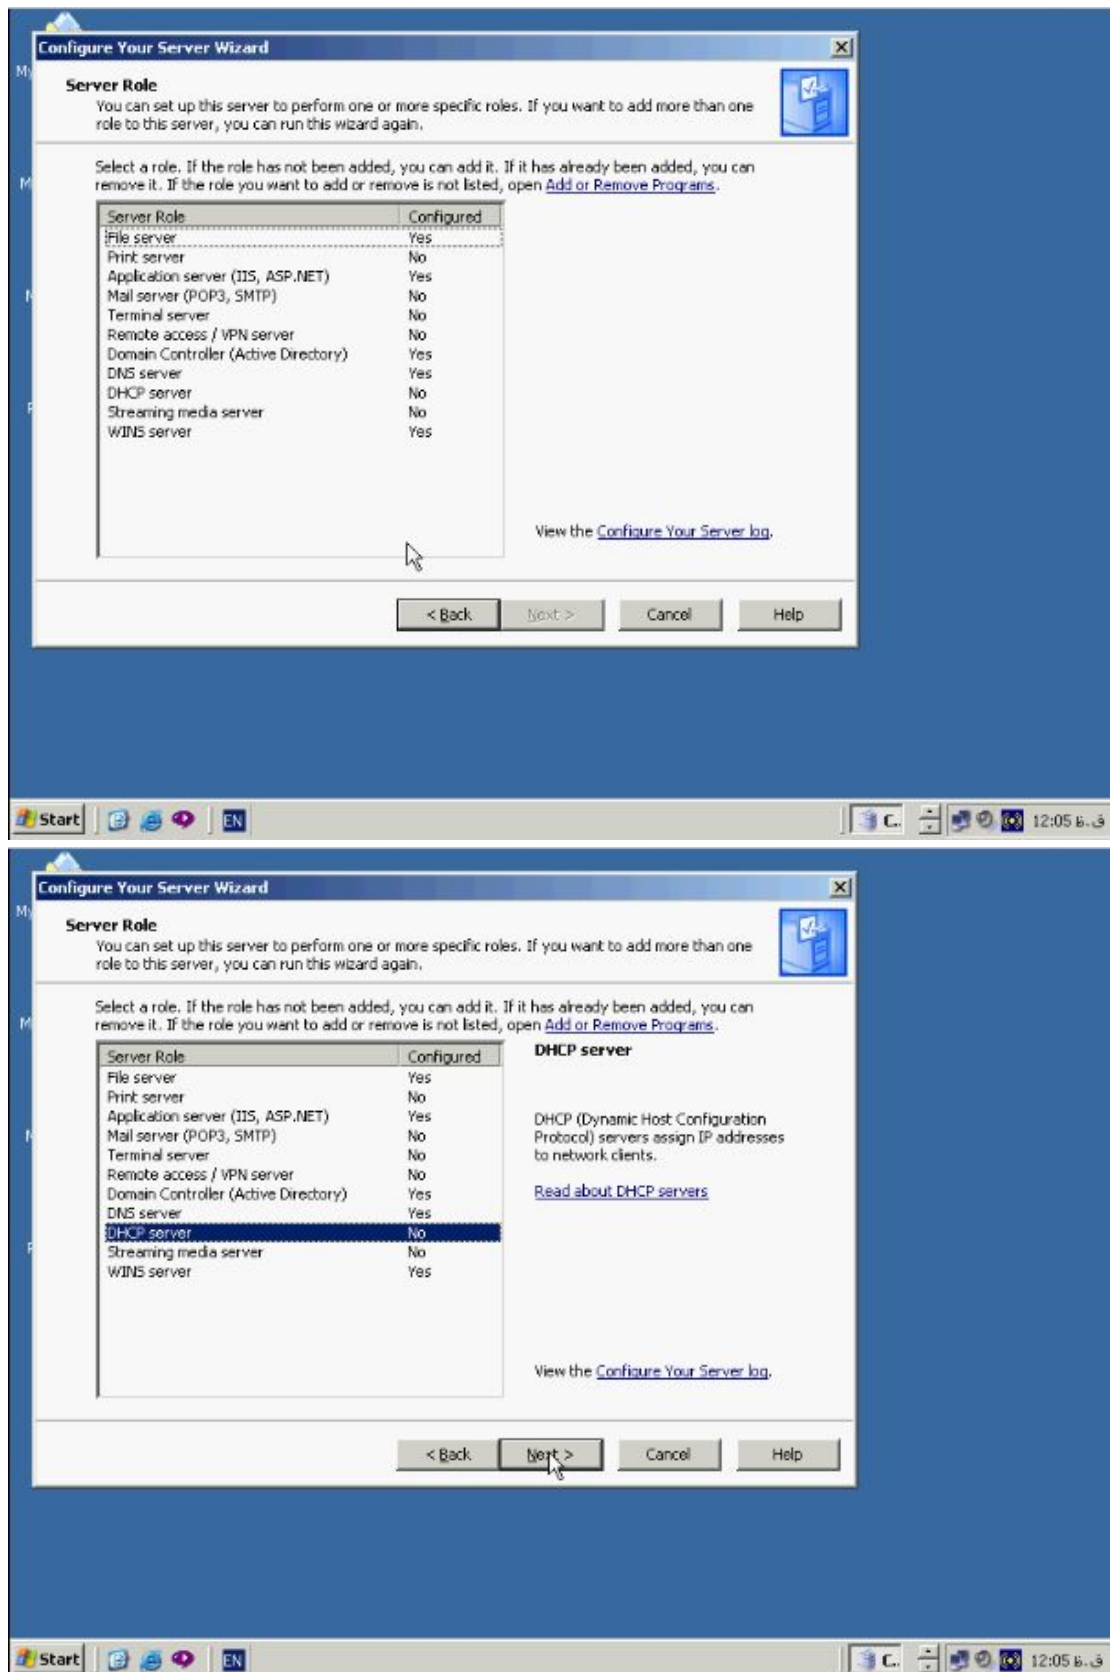 Configure Your Server Wizard
Server Role
You can set up this server to perform one or more specific roles. If you want to add more than one
role to this server, you can run this wizard again.
Select a role. If the role has not been added, you can add it. If it has already been added, you can
remove it. If the role you want to add or remove is not listed, open Add or Remove Programs.
Server Role Configured
File server Yes
Print server No
Application server (IIS, ASP.NET) Yes
Mail server (POP3, SMTP) No
Terminal server No
Remote access / VPN server No
Domain Controller (Active Directory) Yes
DNS server Yes
DHCP server No
Streaming media server No
WINS server Yes
View the Configure Your Server log.
< Back Next > Cancel Help
Start EN C.. 12:05 ق.ظ
Configure Your Server Wizard
Server Role
You can set up this server to perform one or more specific roles. If you want to add more than one
role to this server, you can run this wizard again.
Select a role. If the role has not been added, you can add it. If it has already been added, you can
remove it. If the role you want to add or remove is not listed, open Add or Remove Programs.
Server Role Configured
File server Yes
Print server No
Application server (IIS, ASP.NET) Yes
Mail server (POP3, SMTP) No
Terminal server No
Remote access / VPN server No
Domain Controller (Active Directory) Yes
DNS server Yes
DHCP server No
Streaming media server No
WINS server Yes
DHCP server
DHCP (Dynamic Host Configuration
Protocol) servers assign IP addresses
to network clients.
Read about DHCP servers
View the Configure Your Server log.
< Back Next > Cancel Help
Start EN C.. 12:05 ق.ظ